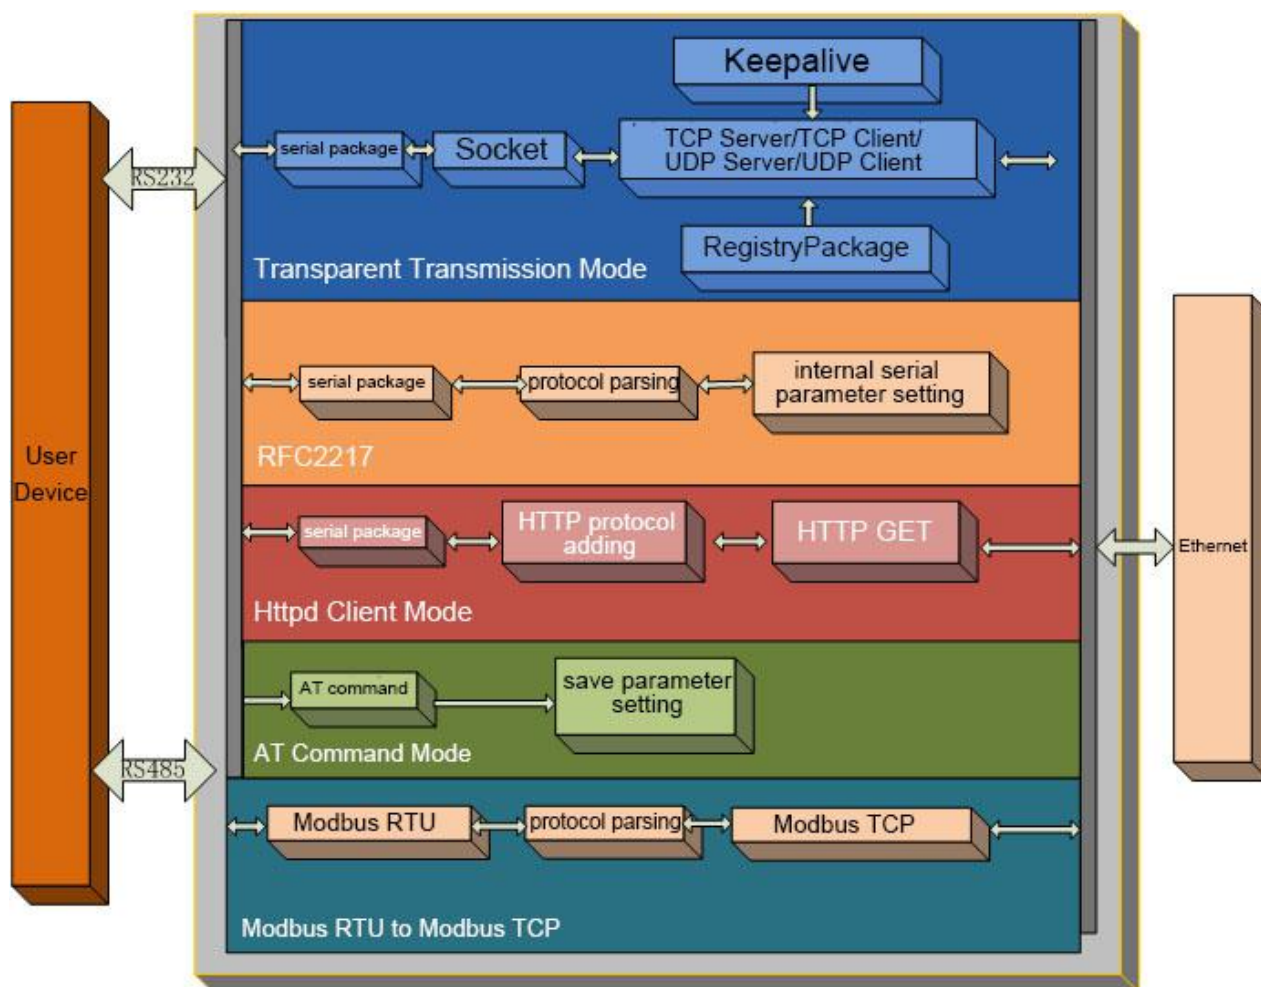 Keepalive
serial package
Socket
TCP Server/TCP Client/
UDP Server/UDP Client
RS232
RegistryPackage
Transparent Transmission Mode
serial package
protocol parsing
internal serial
parameter setting
RFC2217
User
Device
serial package
HTTP protocol
adding
HTTP GET
Ethernet
Httpd Client Mode
AT command
save parameter
setting
AT Command Mode
RS485
Modbus RTU
protocol parsing
Modbus TCP
Modbus RTU to Modbus TCP